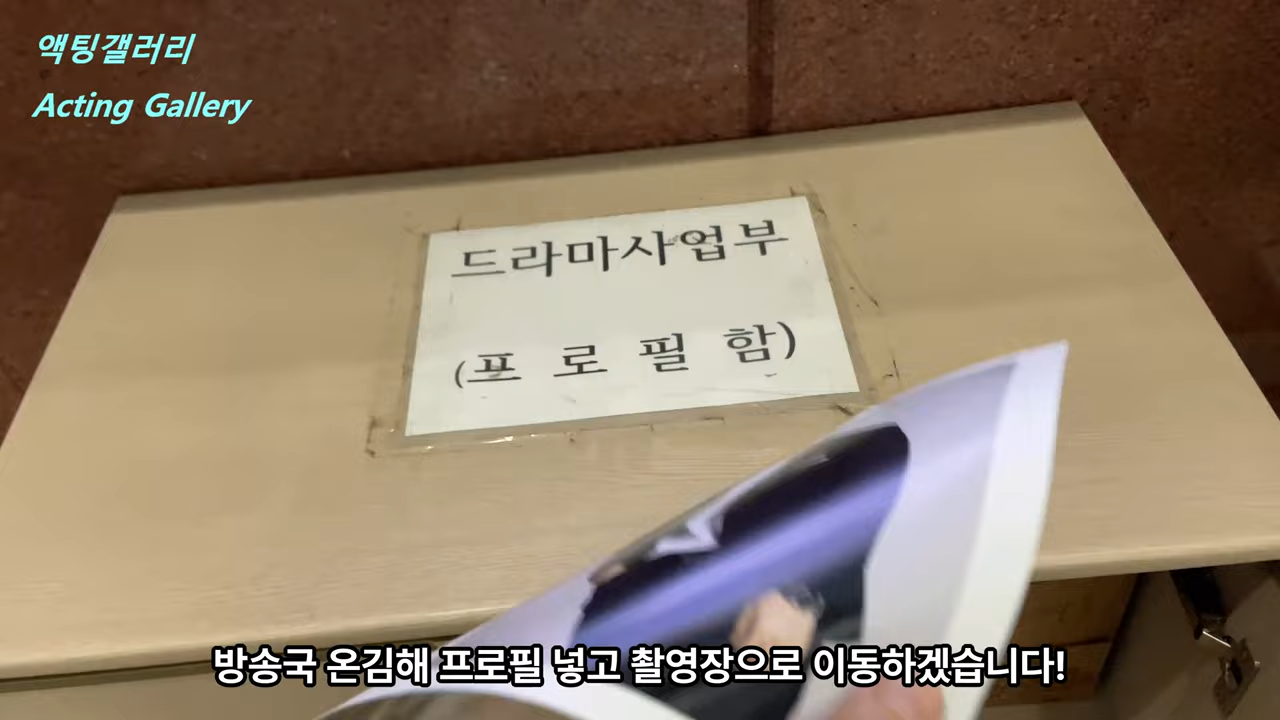 액팅갤러리
Acting Gallery
드라마사업부
(프 로 필 함)
방송국 온김해 프로필 넣고 촬영장으로 이동하겠습니다!